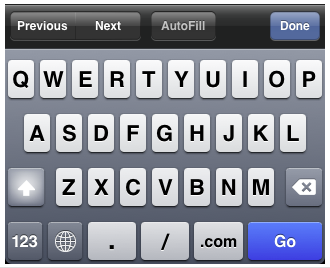 Previous Next AutoFill Done
Q W E R T Y U I O P
A S D F G H J K L
Z X C V B N M
123 . / .com Go